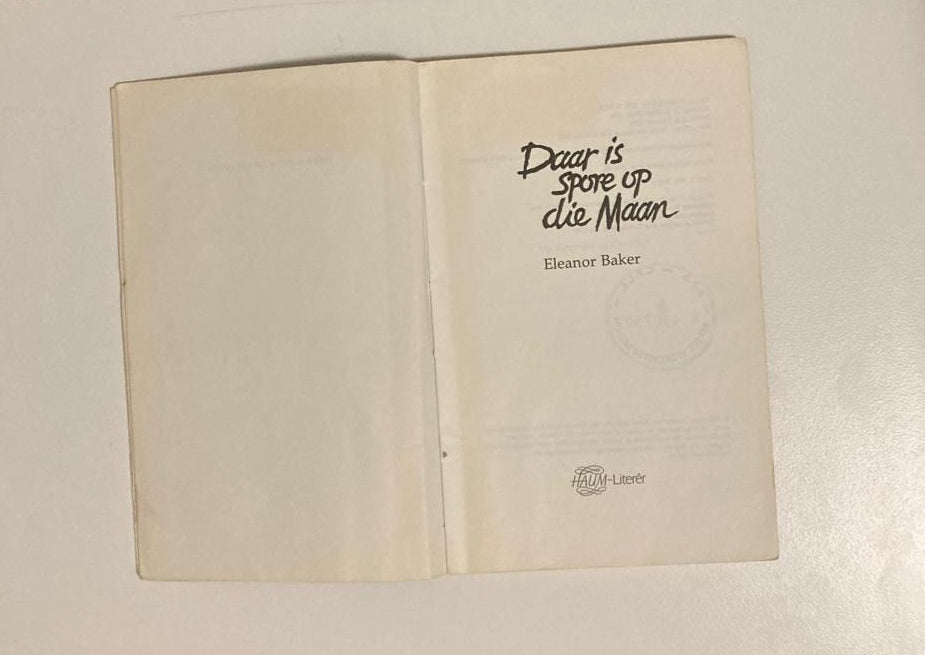 Daar is
spore op
die Maan
Eleanor Baker
HAUM-Literêr